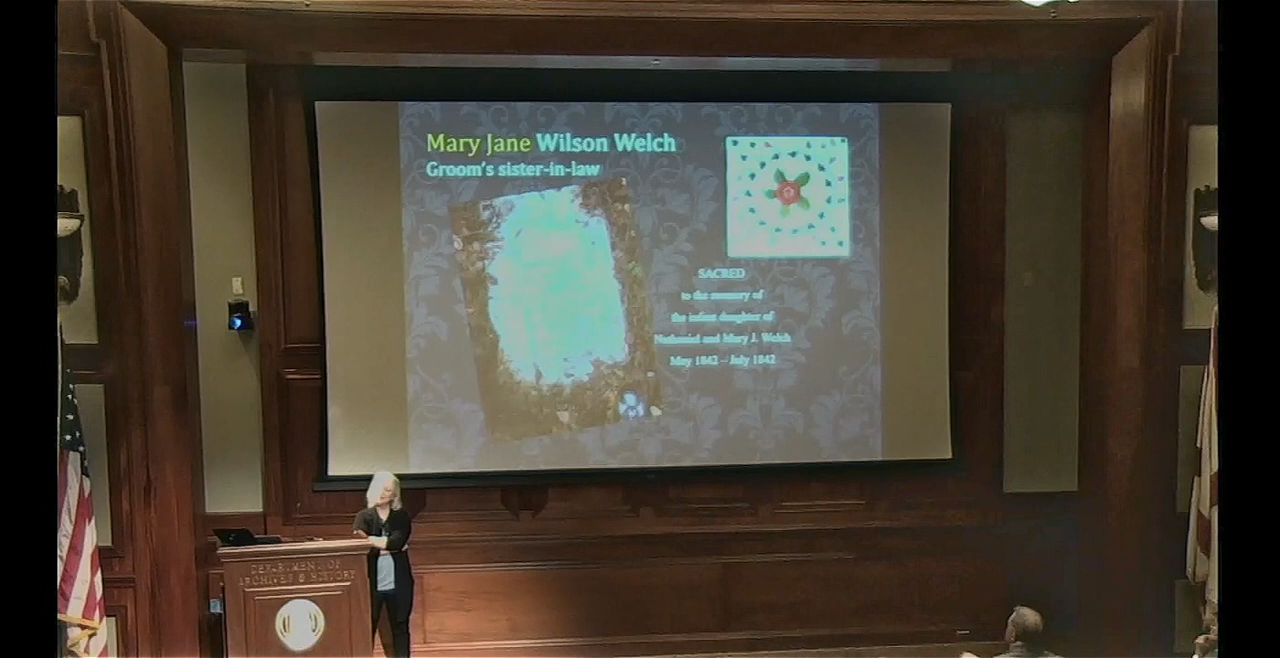 Mary Jane Wilson Welch
Groom's sister-in-law
SACRED
to the memory of
the infant daughter of
Nathaniel and Mary J. Welch
May 1842 – July 1842
DEPARTMENT OF
ARCHIVES & HISTORY